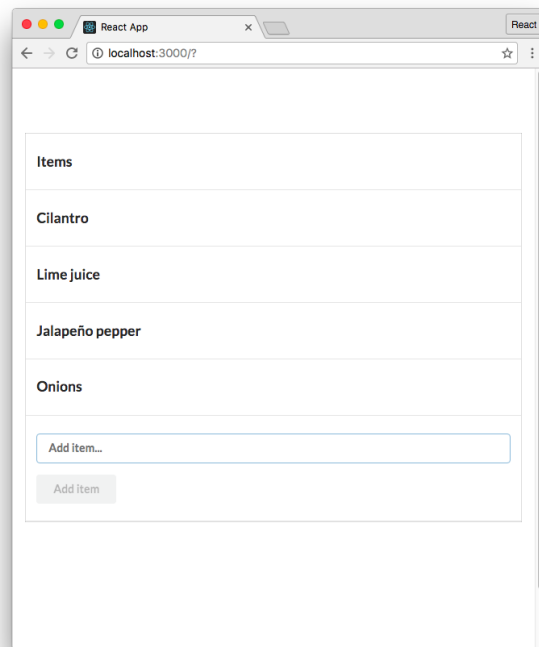 React App
React
localhost:3000/?
Items
Cilantro
Lime juice
Jalapeño pepper
Onions
Add item...
Add item